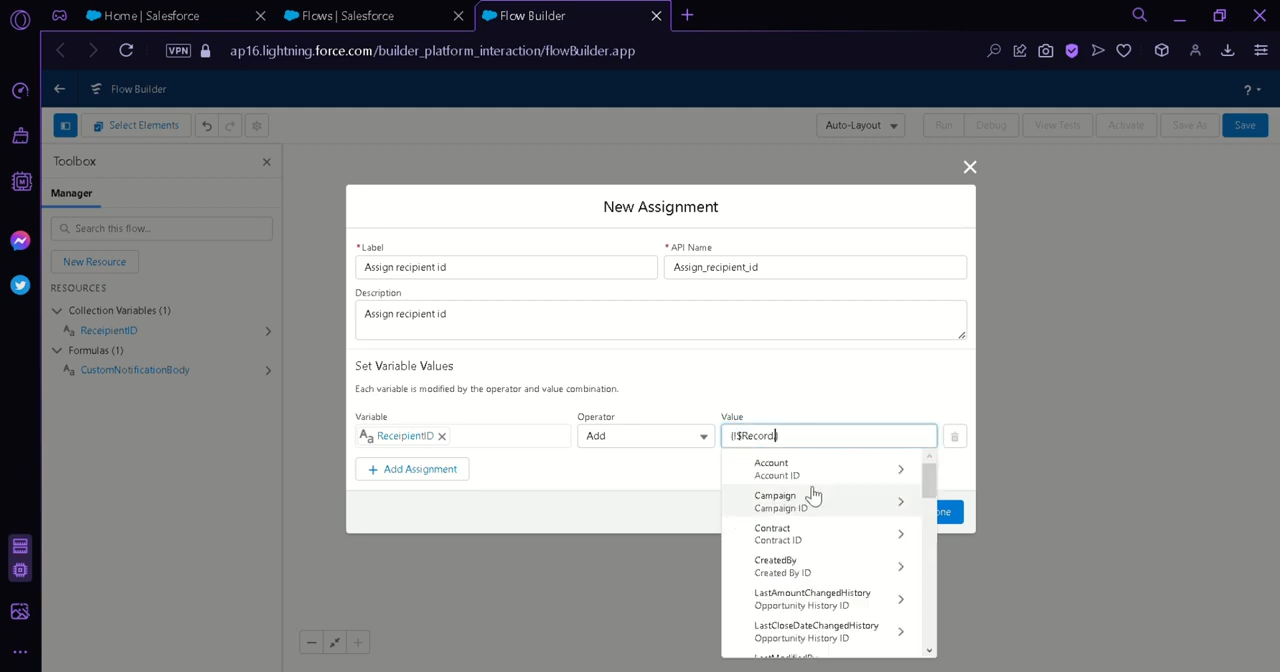 Home | Salesforce
Flows | Salesforce
Flow Builder
VPN
ap16.lightning.force.com/builder_platform_interaction/flowBuilder.app
Flow Builder
?
Select Elements
Auto-Layout
Run
Debug
View Tests
Activate
Save As
Save
Toolbox
Manager
Search this flow...
New Resource
RESOURCES
Collection Variables (1)
Aa ReceipientID
Formulas (1)
Aa CustomNotificationBody
New Assignment
*Label
* API Name
Assign recipient id
Assign_recipient_id
Description
Assign recipient id
Set Variable Values
Each variable is modified by the operator and value combination.
Variable
Operator
Value
Aa ReceipientID
Add
{!$Record.}
+ Add Assignment
Account
Account ID
Campaign
Campaign ID
Contract
Contract ID
CreatedBy
Created By ID
LastAmountChangedHistory
Opportunity History ID
LastCloseDateChangedHistory
Opportunity History ID